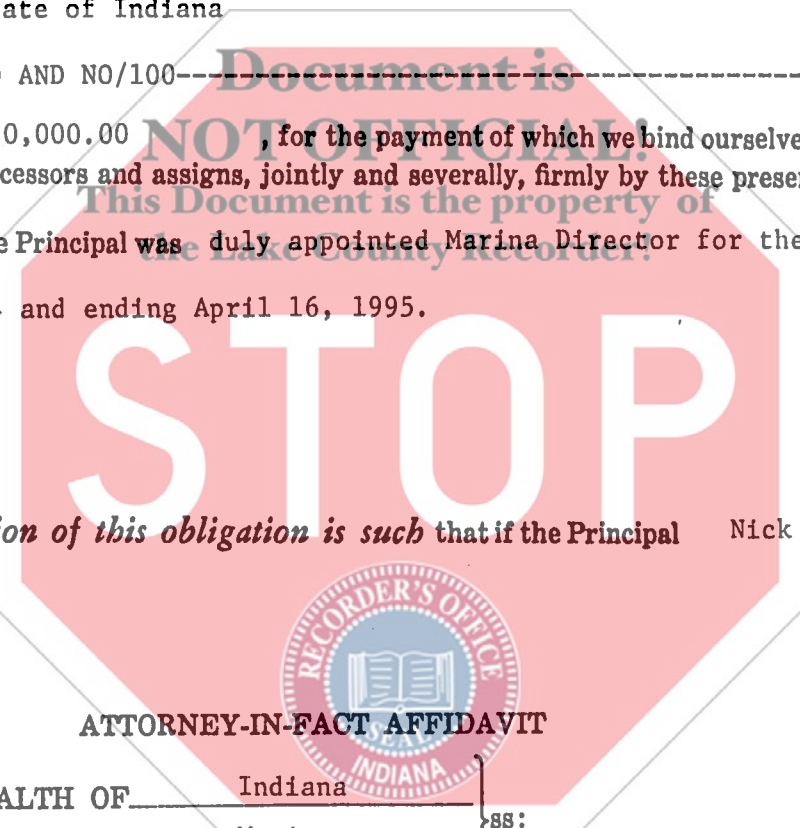 ate of Indiana
Document is
AND NO/100
NOT OFFICIAL!
0,000.00 , for the payment of which we bind ourselve
cessors and assigns, jointly and severally, firmly by these presen
This Document is the property of
e Principal was duly appointed Marina Director for the
the Lake County Recorder!
and ending April 16, 1995.
STOP
ion of this obligation is such that if the Principal Nick
RECORDER'S OFFICE
SEAL
INDIANA
ATTORNEY-IN-FACT AFFIDAVIT
ALTH OF Indiana
ss: